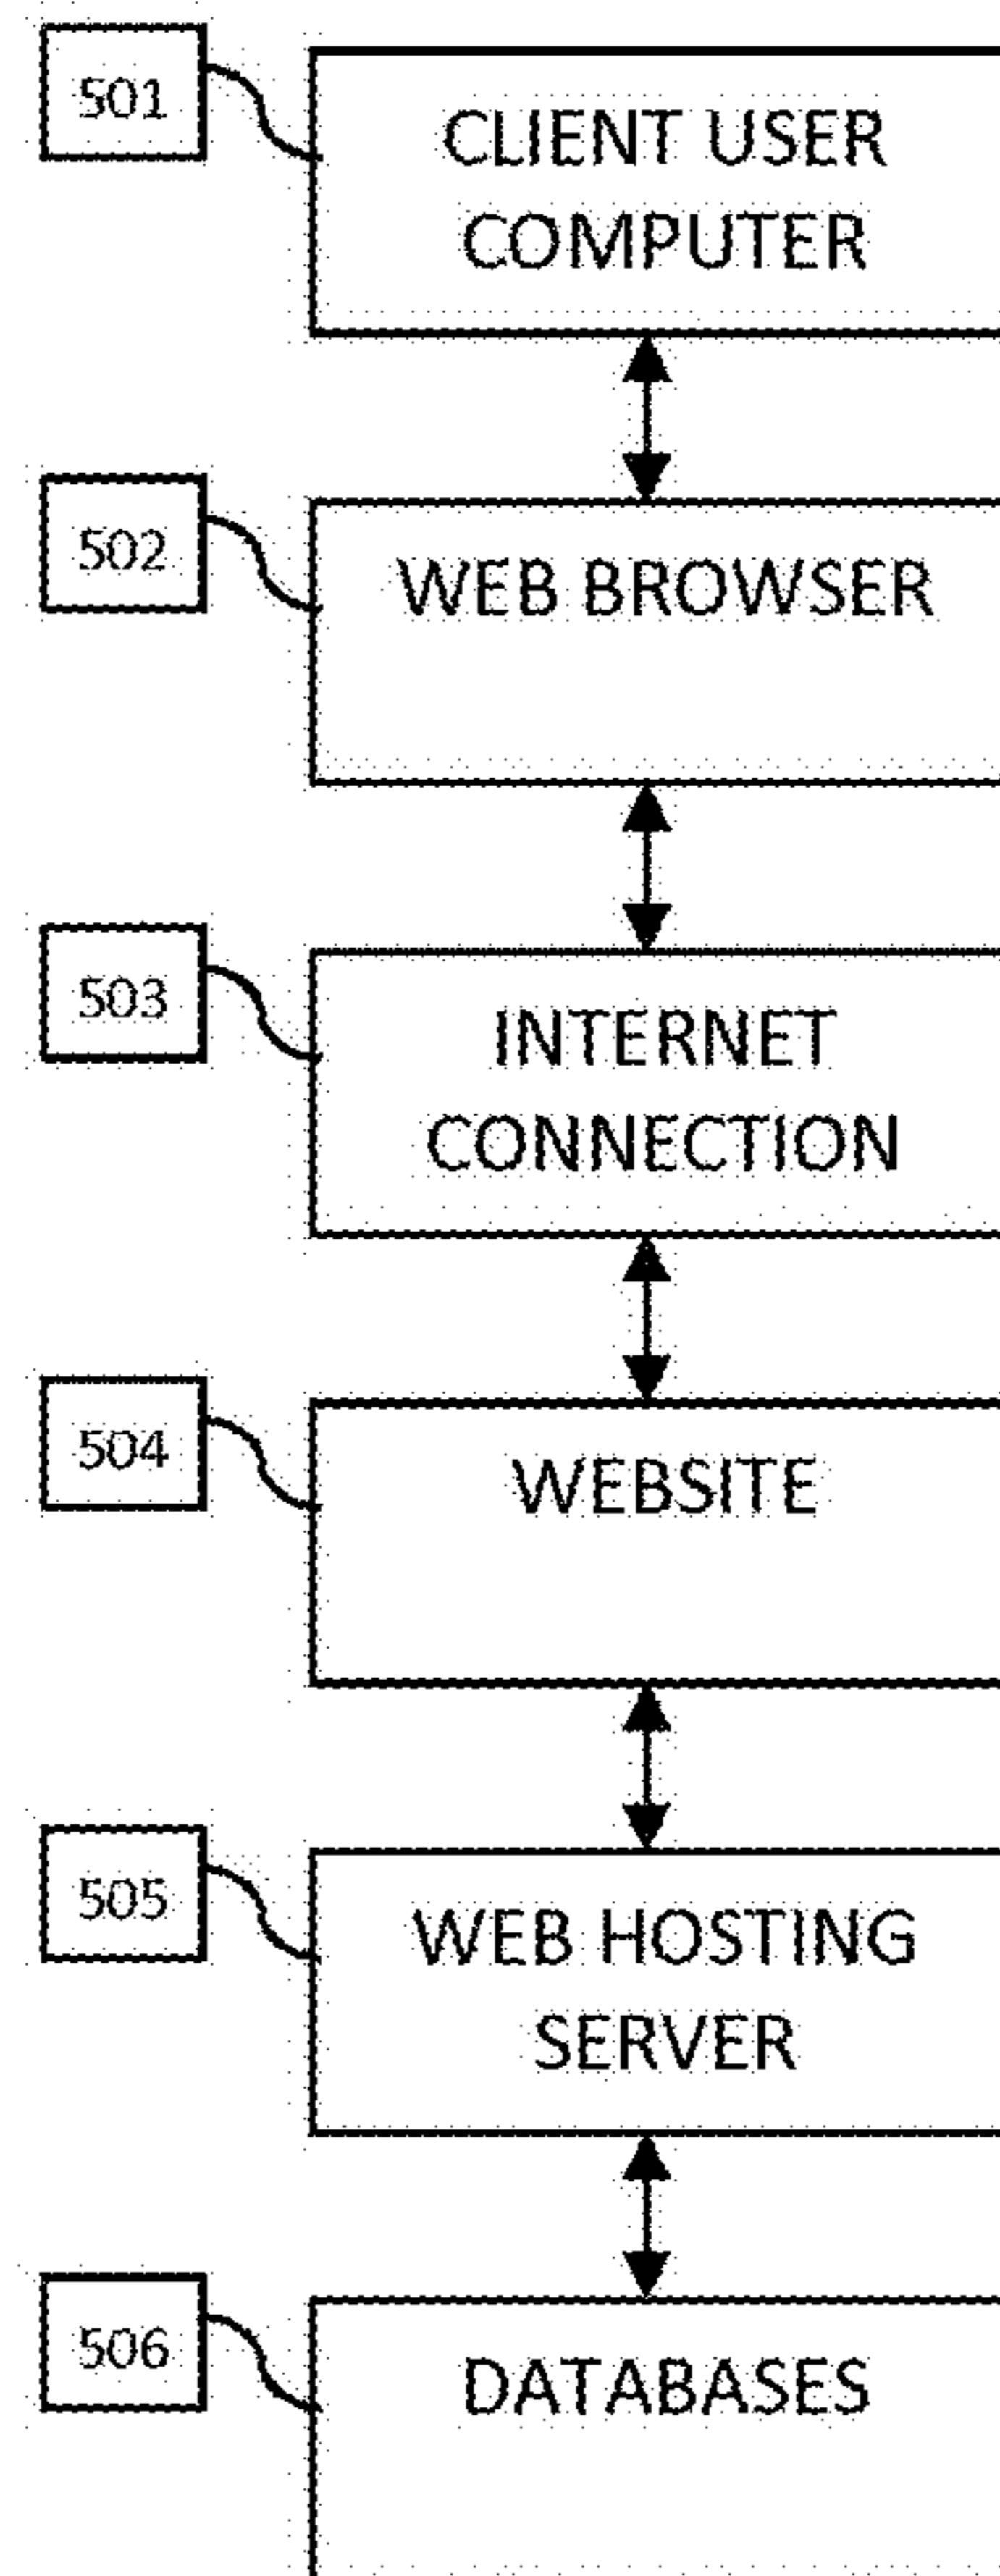 501
CLIENT USER
COMPUTER
502
WEB BROWSER
503
INTERNET
CONNECTION
504
WEBSITE
505
WEB HOSTING
SERVER
506
DATABASES